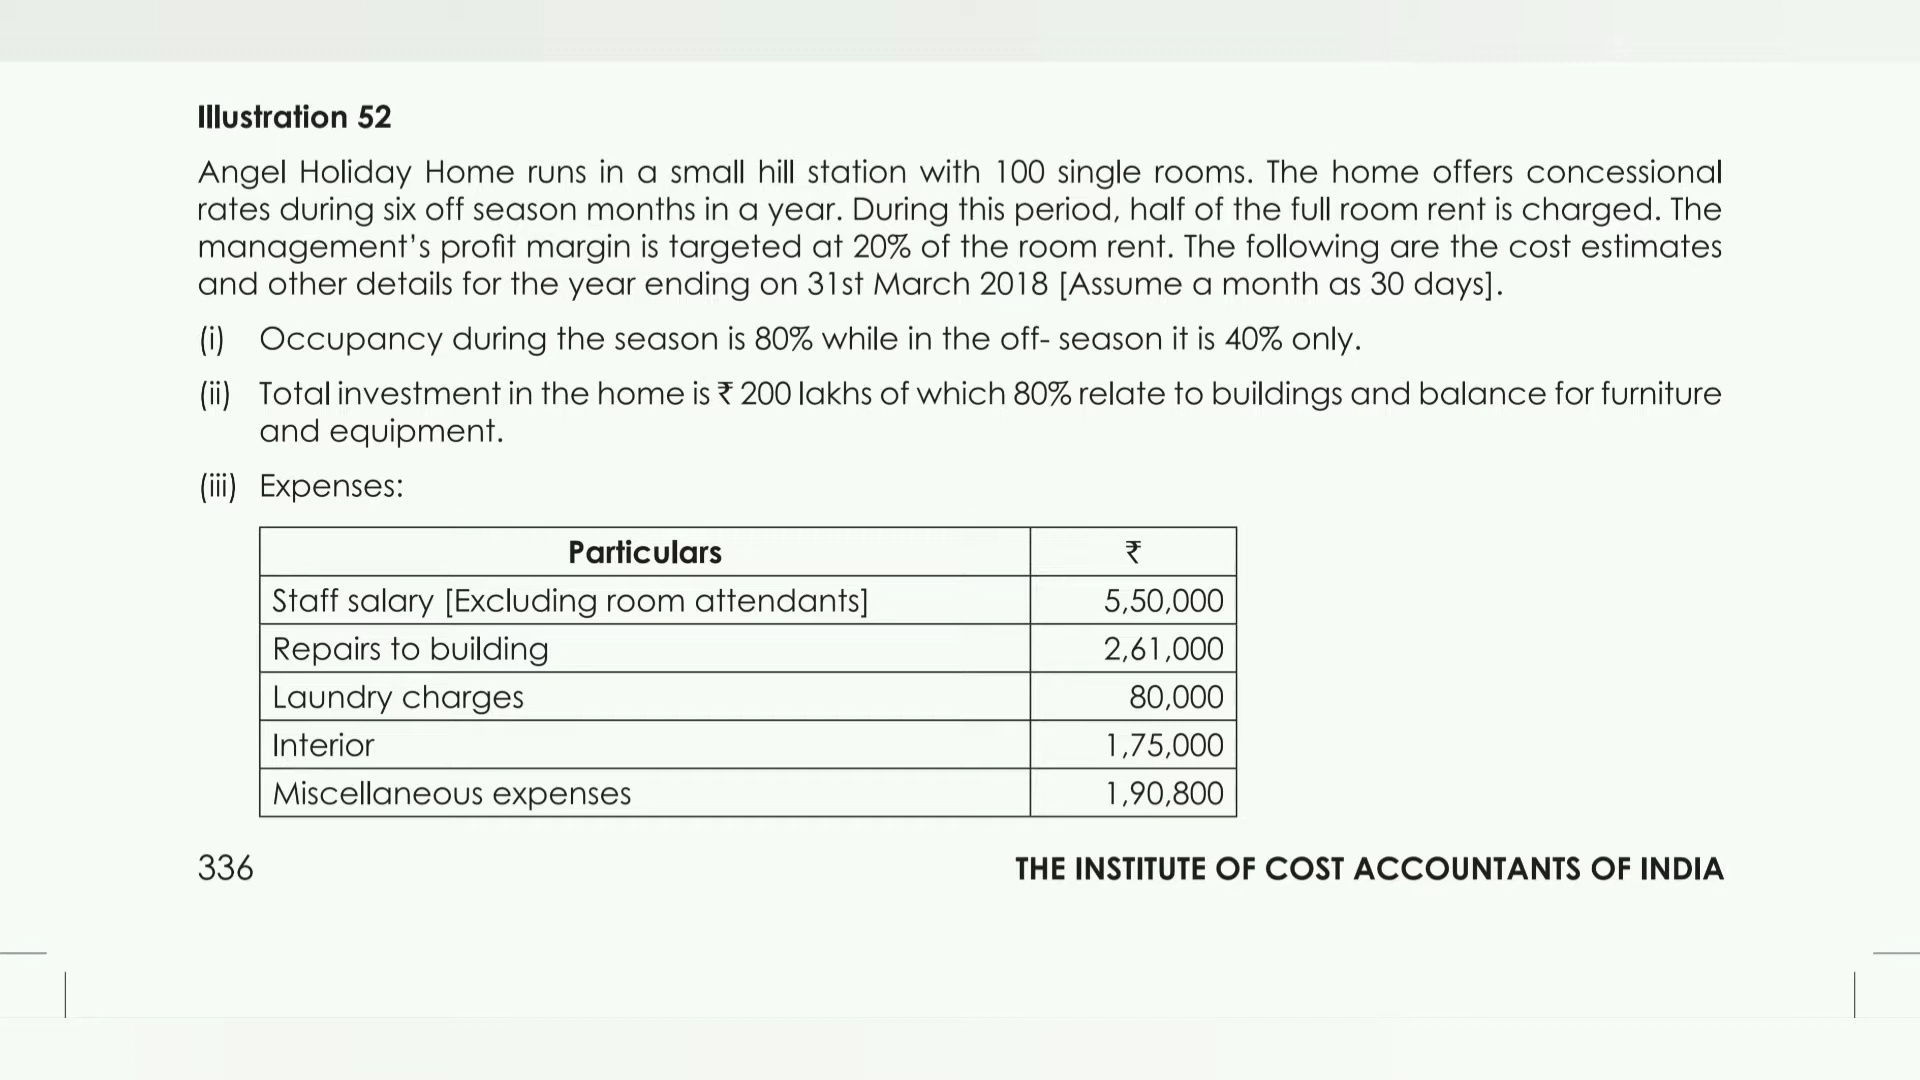 Illustration 52
Angel Holiday Home runs in a small hill station with 100 single rooms. The home offers concessional
rates during six off season months in a year. During this period, half of the full room rent is charged. The
management’s profit margin is targeted at 20% of the room rent. The following are the cost estimates
and other details for the year ending on 31st March 2018 [Assume a month as 30 days].
(i) Occupancy during the season is 80% while in the off- season it is 40% only.
(ii) Total investment in the home is ₹ 200 lakhs of which 80% relate to buildings and balance for furniture
and equipment.
(iii) Expenses:
Particulars ₹
Staff salary [Excluding room attendants] 5,50,000
Repairs to building 2,61,000
Laundry charges 80,000
Interior 1,75,000
Miscellaneous expenses 1,90,800
336 THE INSTITUTE OF COST ACCOUNTANTS OF INDIA